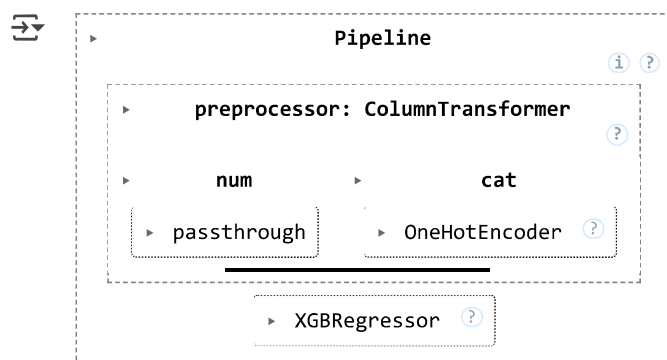 Pipeline
i ?
preprocessor: ColumnTransformer
?
num cat
passthrough OneHotEncoder ?
XGBRegressor ?